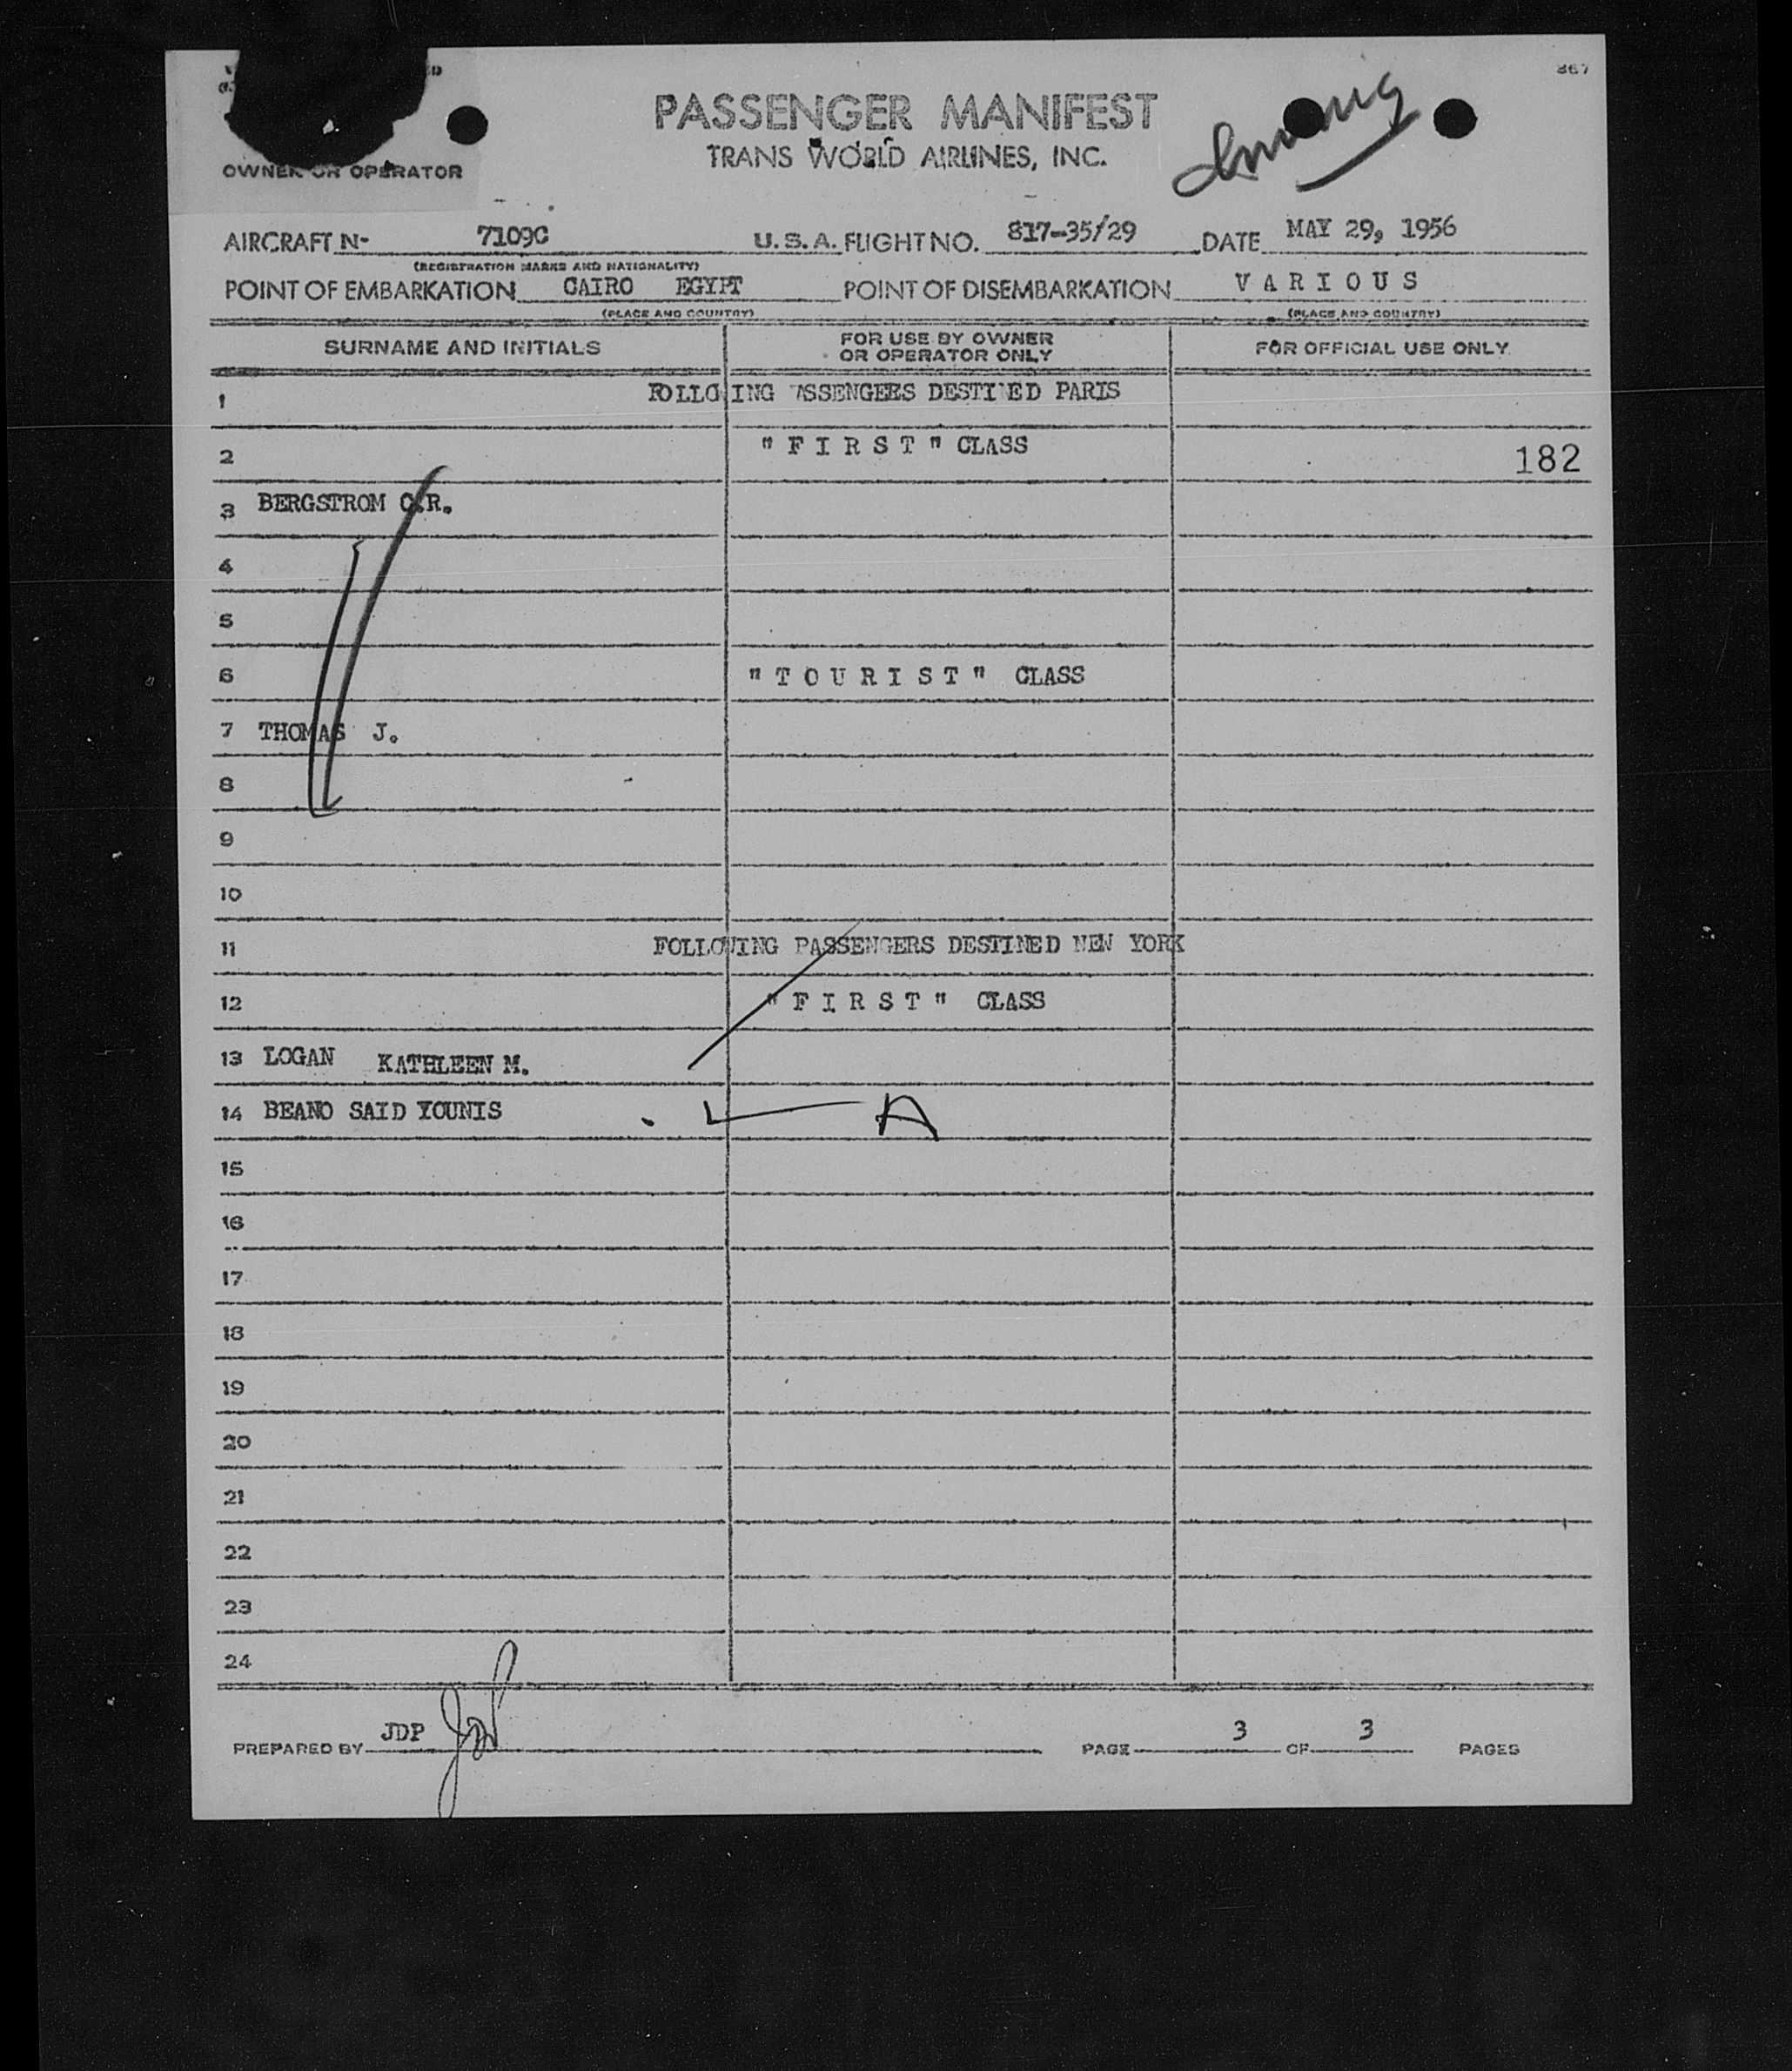 867
PASSENGER MANIFEST
TRANS WORLD AIRLINES, INC.
OWNER OR OPERATOR
AIRCRAFT N- 7109C U.S.A. FLIGHT NO. 817-35/29 DATE MAY 29, 1956
(REGISTRATION MARKS AND NATIONALITY)
POINT OF EMBARKATION CAIRO EGYPT POINT OF DISEMBARKATION VARIOUS
(PLACE AND COUNTRY) (PLACE AND COUNTRY)
SURNAME AND INITIALS FOR USE BY OWNER OR OPERATOR ONLY FOR OFFICIAL USE ONLY
1 FOLLOWING PASSENGERS DESTINED PARIS
2 "FIRST" CLASS 182
3 BERGSTROM C.R.
4
5
6 "TOURIST" CLASS
7 THOMAS J.
8
9
10
11 FOLLOWING PASSENGERS DESTINED NEW YORK
12 "FIRST" CLASS
13 LOGAN KATHLEEN M.
14 BEANO SAID YOUNIS A
15
16
17
18
19
20
21
22
23
24
PREPARED BY JDP PAGE 3 OF 3 PAGES